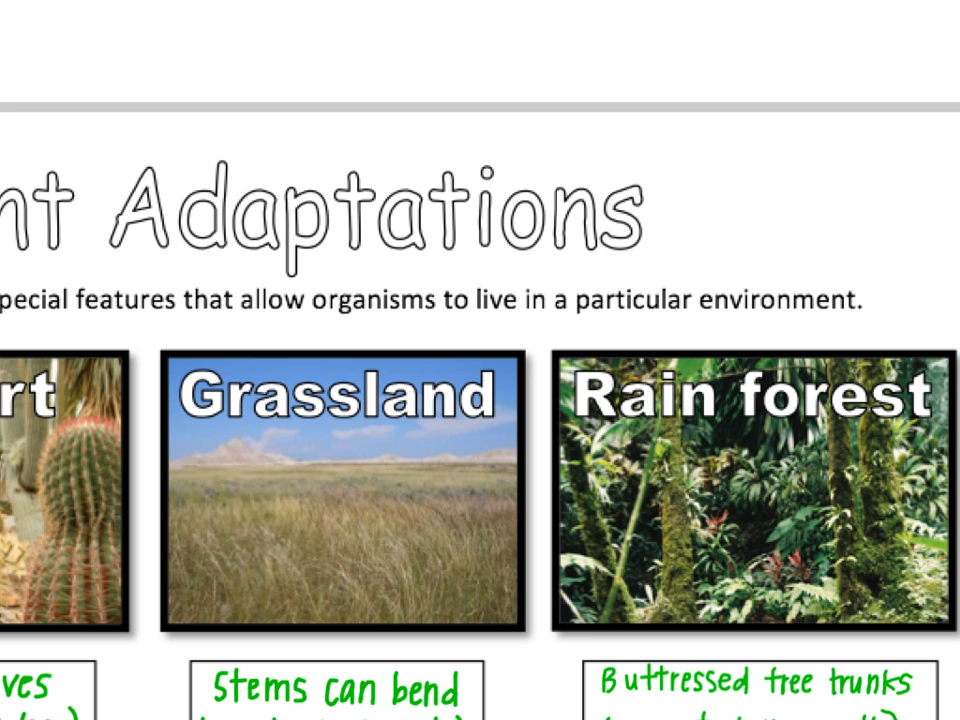 nt Adaptations
pecial features that allow organisms to live in a particular environment.
rt
Grassland
Rain forest
ves
Stems can bend
Buttressed tree trunks